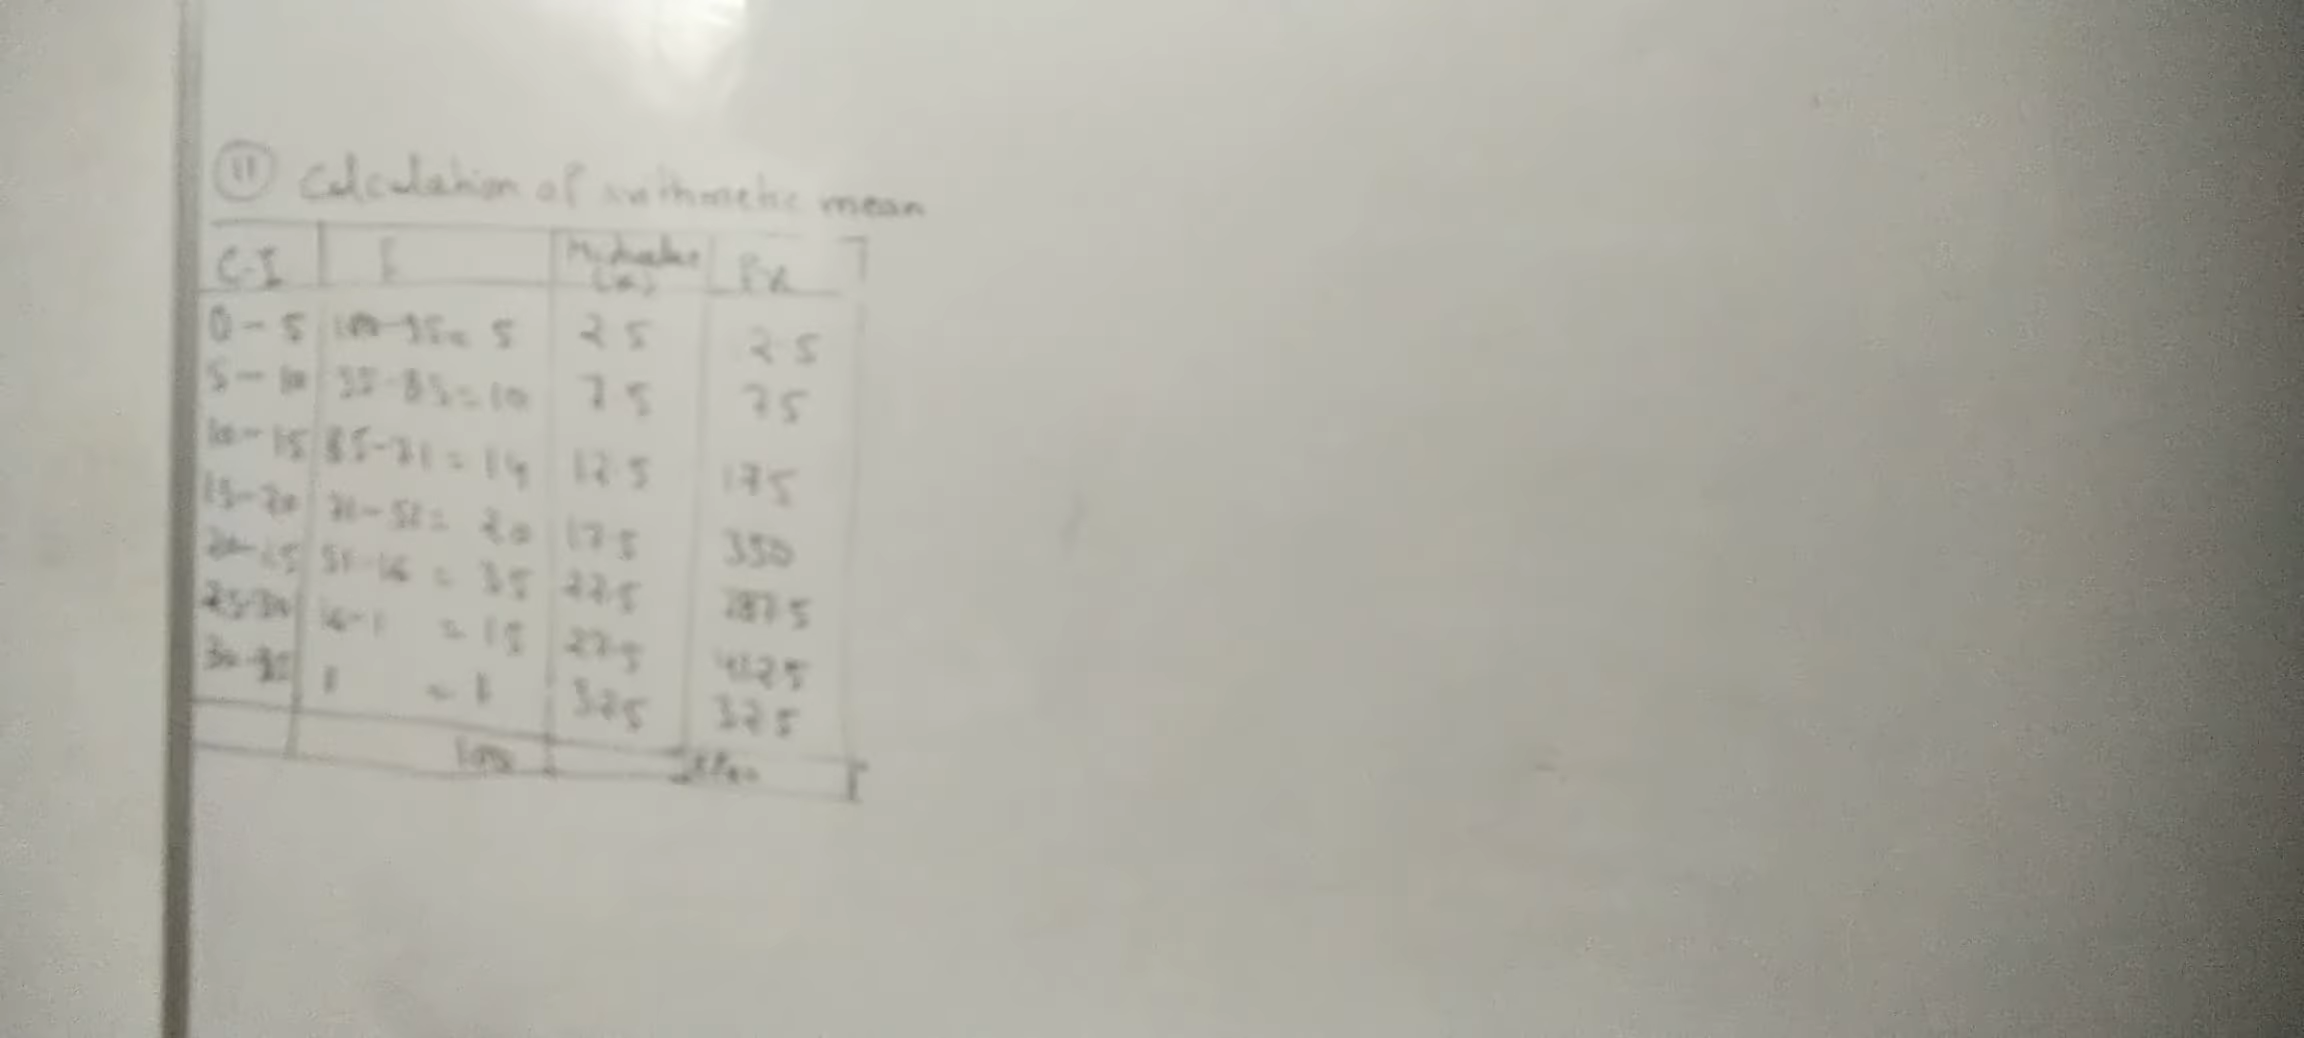 11 Calculation of arithmetic mean
C-I F Midvalue (x) Fx
0-5 100-95= 5 2.5 2.5
5-10 95-85=10 7.5 75
10-15 85-71=14 12.5 175
15-20 71-51= 20 17.5 350
20-25 51-16 = 35 22.5 787.5
25-30 16-1 = 15 27.5 412.5
30-35 1 = 1 32.5 32.5